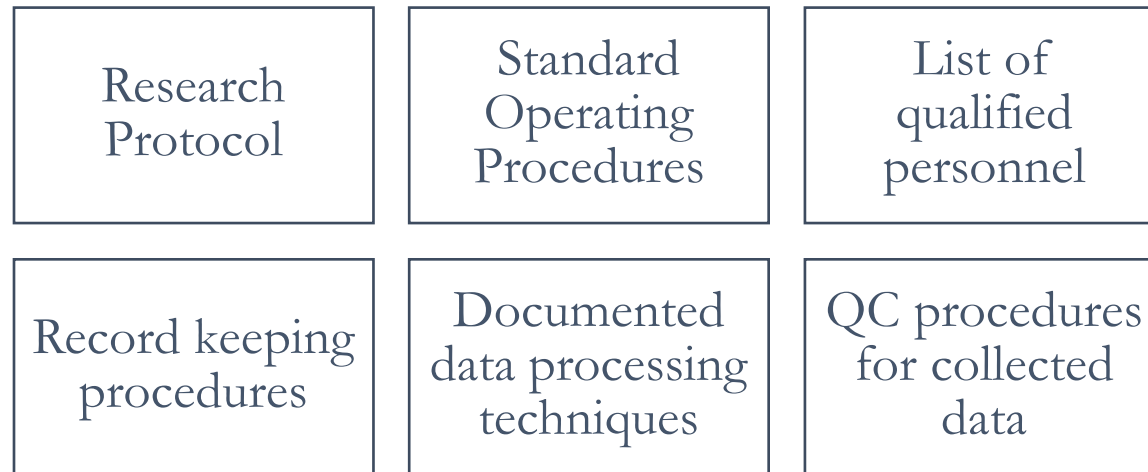 Research
Protocol
Standard
Operating
Procedures
List of
qualified
personnel
Record keeping
procedures
Documented
data processing
techniques
QC procedures
for collected
data